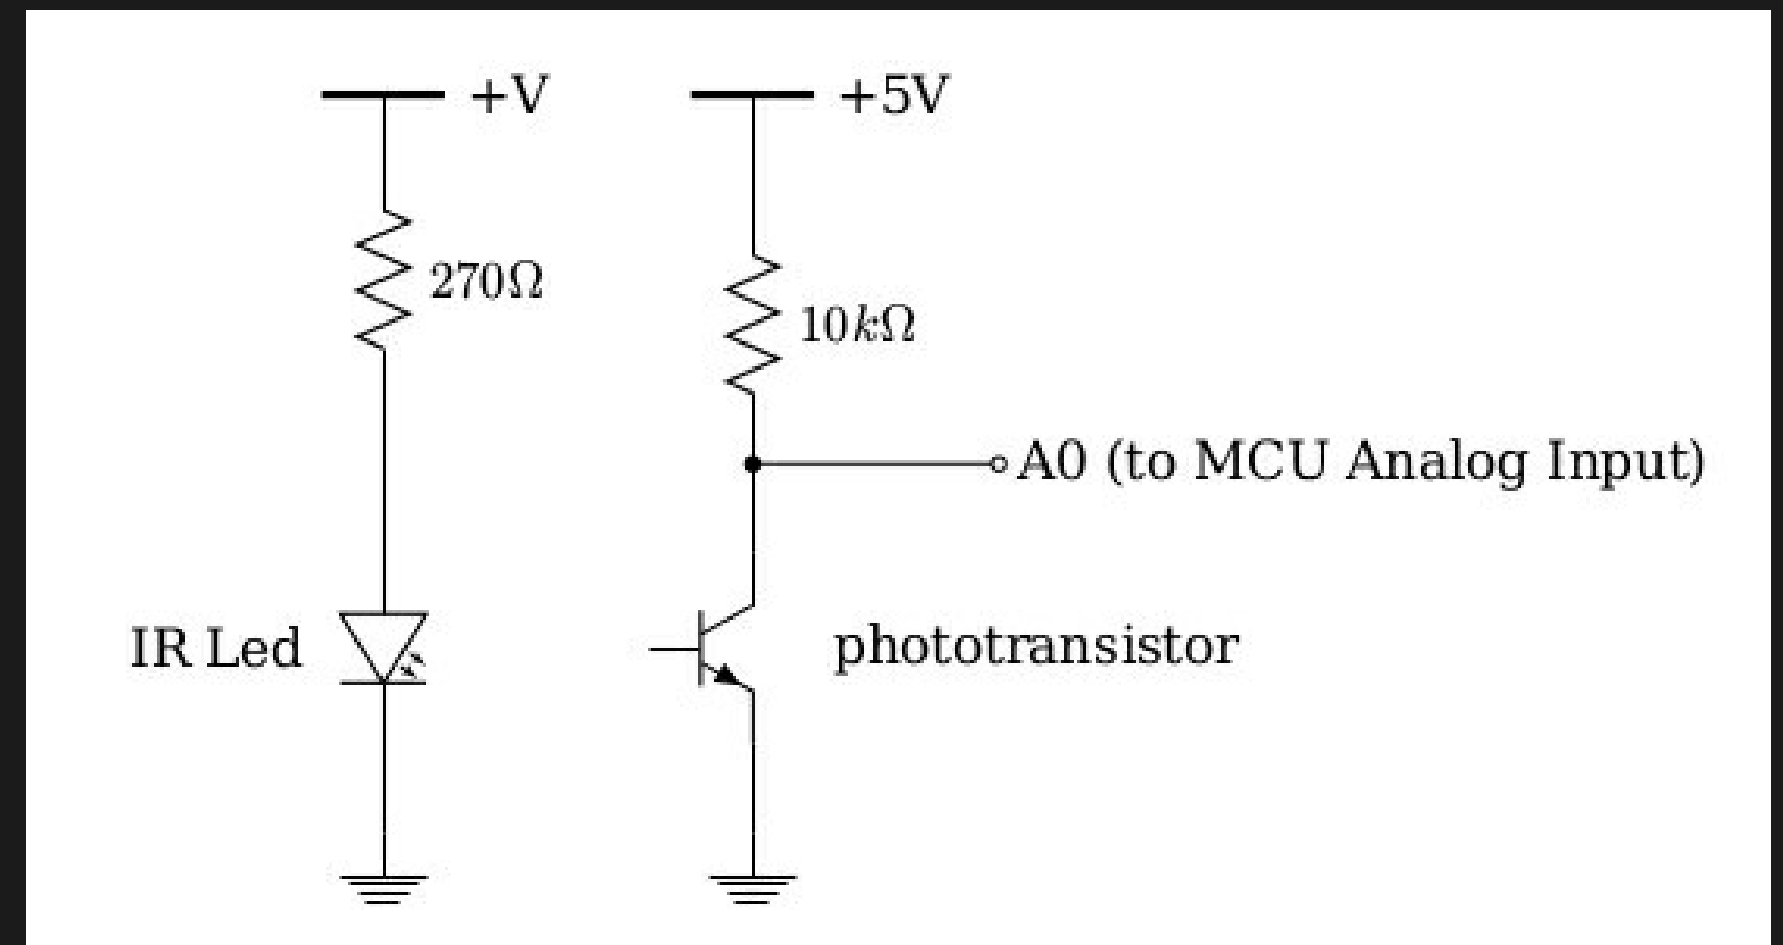 +V
+5V
270Ω
10kΩ
A0 (to MCU Analog Input)
IR Led
phototransistor